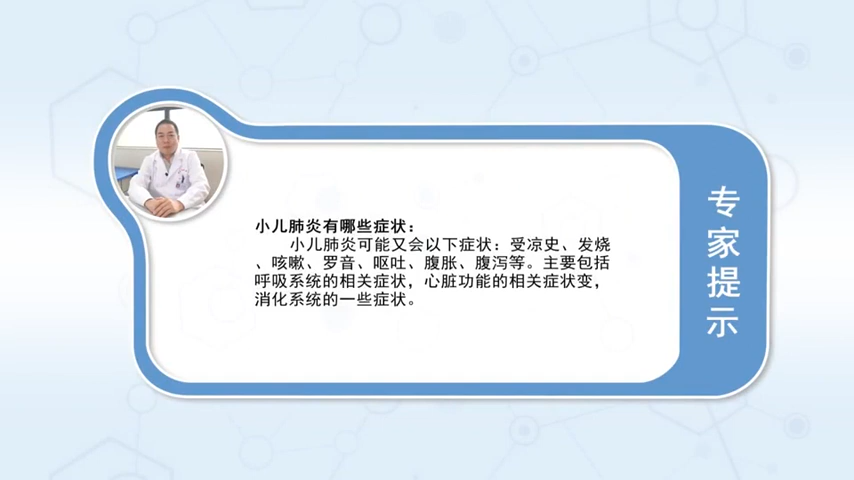 小儿肺炎有哪些症状：
小儿肺炎可能又会以下症状：受凉史、发烧
、咳嗽、罗音、呕吐、腹胀、腹泻等。主要包括
呼吸系统的相关症状，心脏功能的相关症状变，
消化系统的一些症状。
专家提示